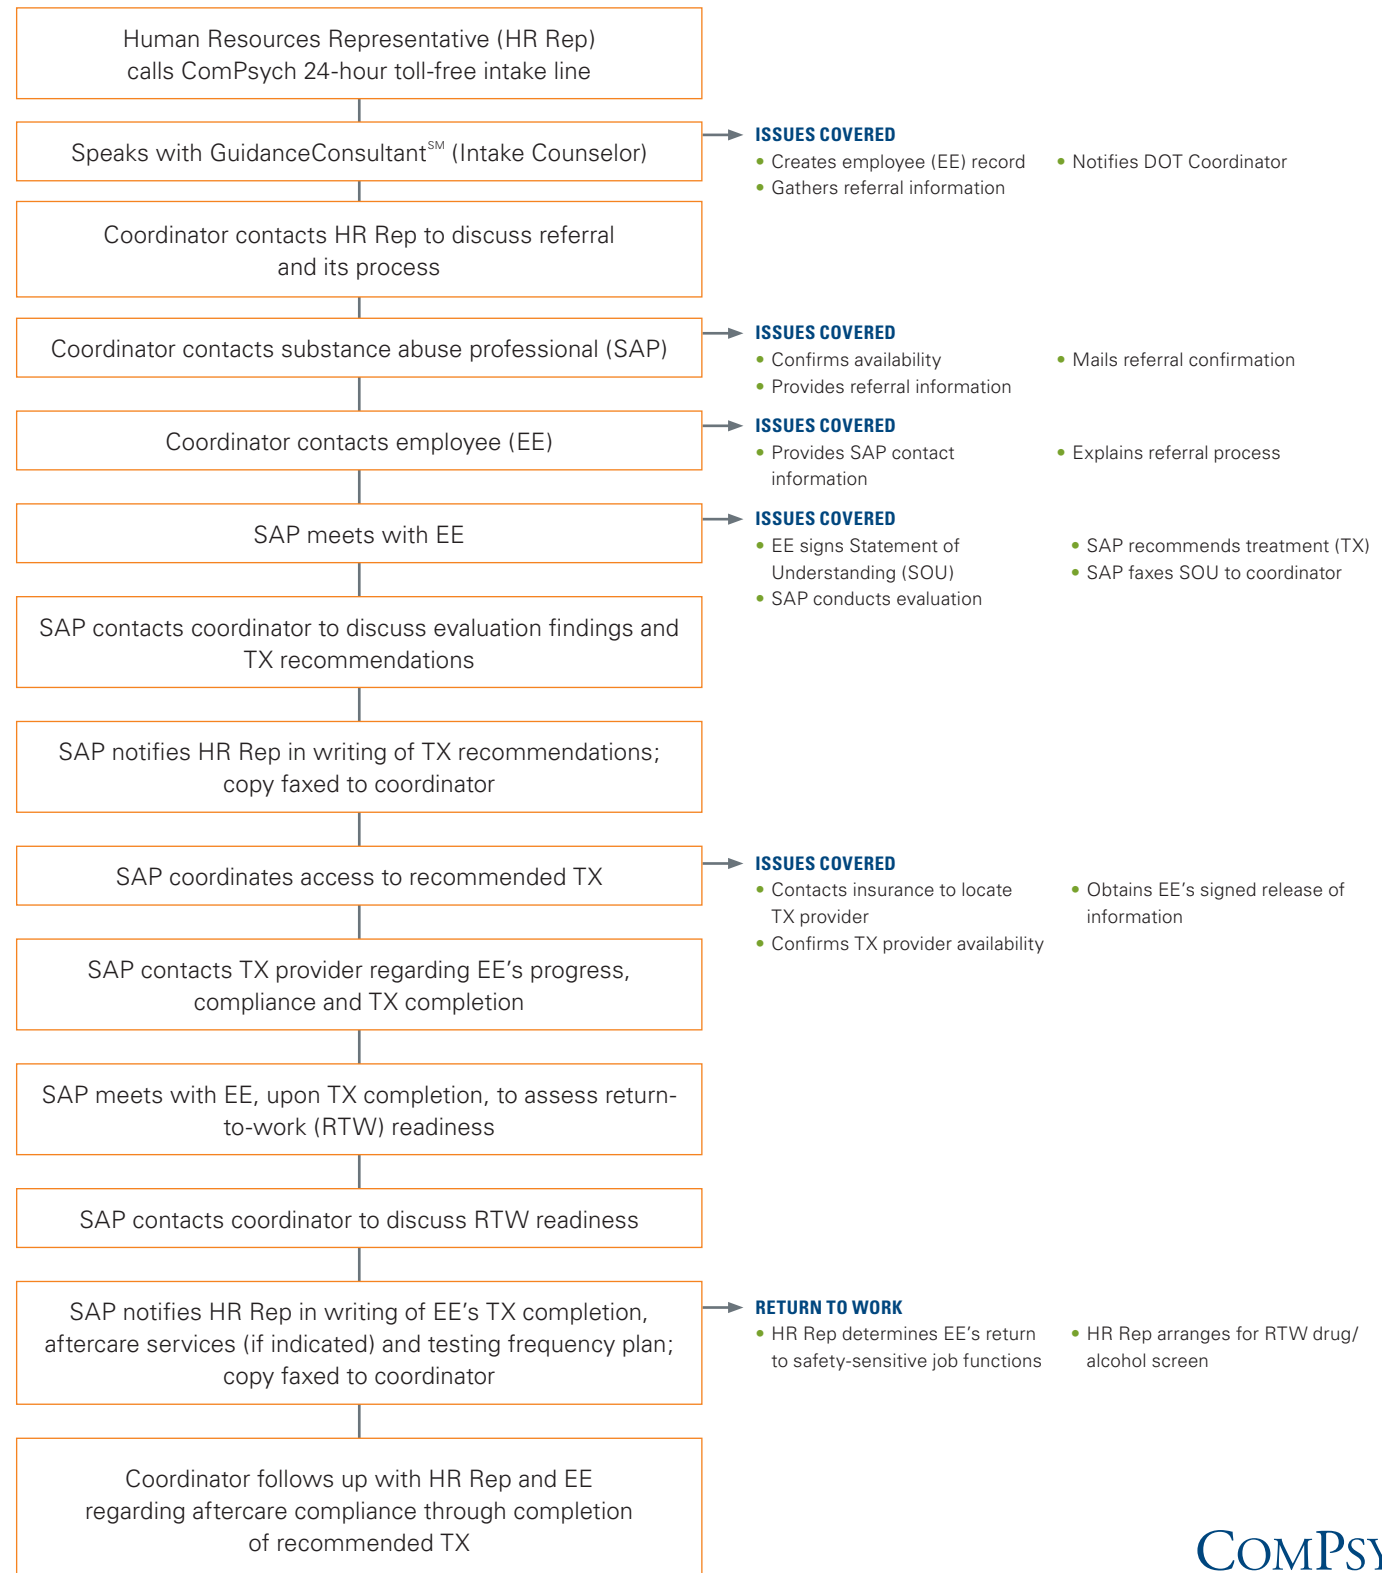 Human Resources Representative (HR Rep)
calls ComPsych 24-hour toll-free intake line
Speaks with GuidanceConsultant℠ (Intake Counselor)
ISSUES COVERED
• Creates employee (EE) record
• Gathers referral information
• Notifies DOT Coordinator
Coordinator contacts HR Rep to discuss referral
and its process
Coordinator contacts substance abuse professional (SAP)
ISSUES COVERED
• Confirms availability
• Provides referral information
• Mails referral confirmation
Coordinator contacts employee (EE)
ISSUES COVERED
• Provides SAP contact
information
• Explains referral process
SAP meets with EE
ISSUES COVERED
• EE signs Statement of
Understanding (SOU)
• SAP conducts evaluation
• SAP recommends treatment (TX)
• SAP faxes SOU to coordinator
SAP contacts coordinator to discuss evaluation findings and
TX recommendations
SAP notifies HR Rep in writing of TX recommendations;
copy faxed to coordinator
SAP coordinates access to recommended TX
ISSUES COVERED
• Contacts insurance to locate
TX provider
• Confirms TX provider availability
• Obtains EE’s signed release of
information
SAP contacts TX provider regarding EE’s progress,
compliance and TX completion
SAP meets with EE, upon TX completion, to assess return-
to-work (RTW) readiness
SAP contacts coordinator to discuss RTW readiness
SAP notifies HR Rep in writing of EE’s TX completion,
aftercare services (if indicated) and testing frequency plan;
copy faxed to coordinator
RETURN TO WORK
• HR Rep determines EE’s return
to safety-sensitive job functions
• HR Rep arranges for RTW drug/
alcohol screen
Coordinator follows up with HR Rep and EE
regarding aftercare compliance through completion
of recommended TX
COMPSY